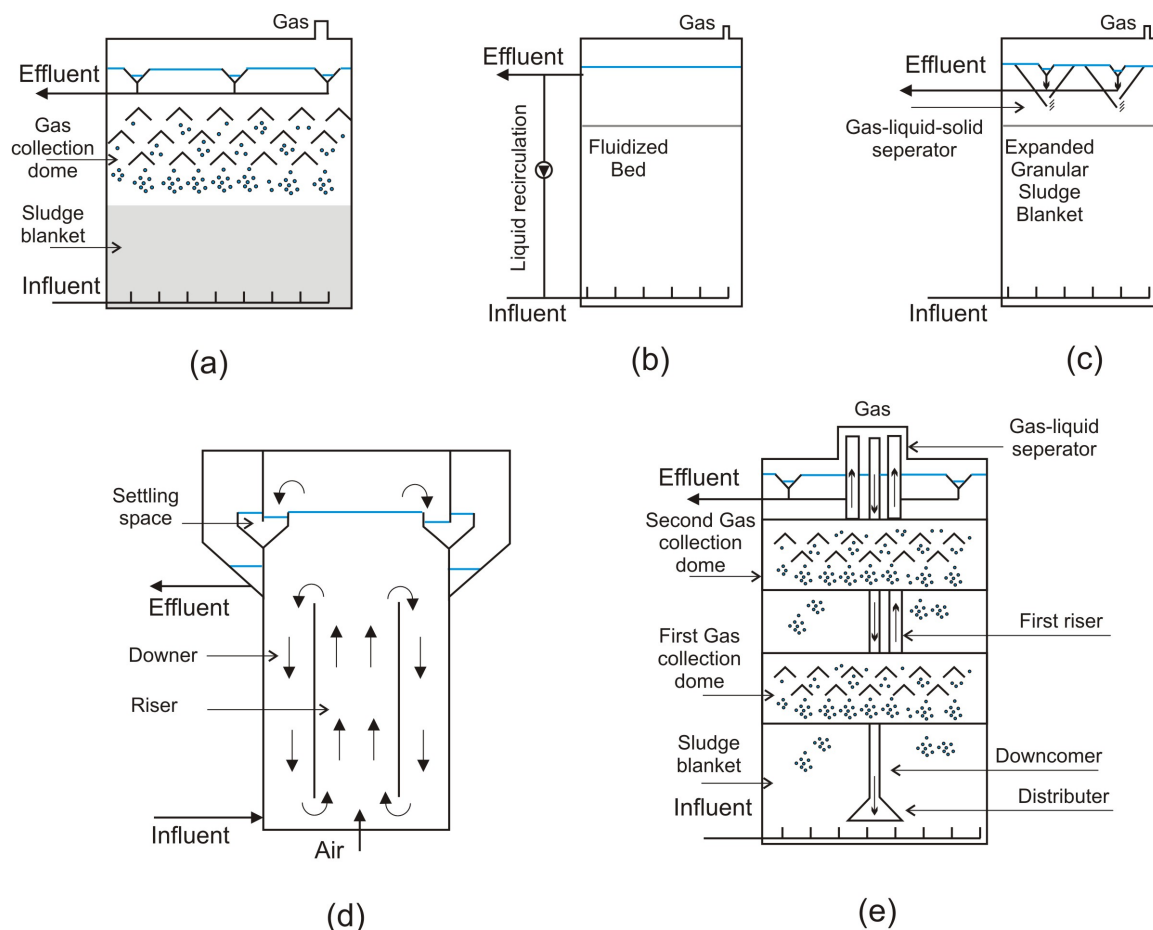 Gas
Effluent
Gas
collection
dome
Sludge
blanket
Influent
(a)
Gas
Effluent
Liquid recirculation
Fluidized
Bed
Influent
(b)
Gas
Effluent
Gas-liquid-solid
seperator
Expanded
Granular
Sludge
Blanket
Influent
(c)
Settling
space
Effluent
Downer
Riser
Influent
Air
(d)
Gas
Gas-liquid
seperator
Effluent
Second Gas
collection
dome
First riser
First Gas
collection
dome
Sludge
blanket
Downcomer
Influent
Distributer
(e)